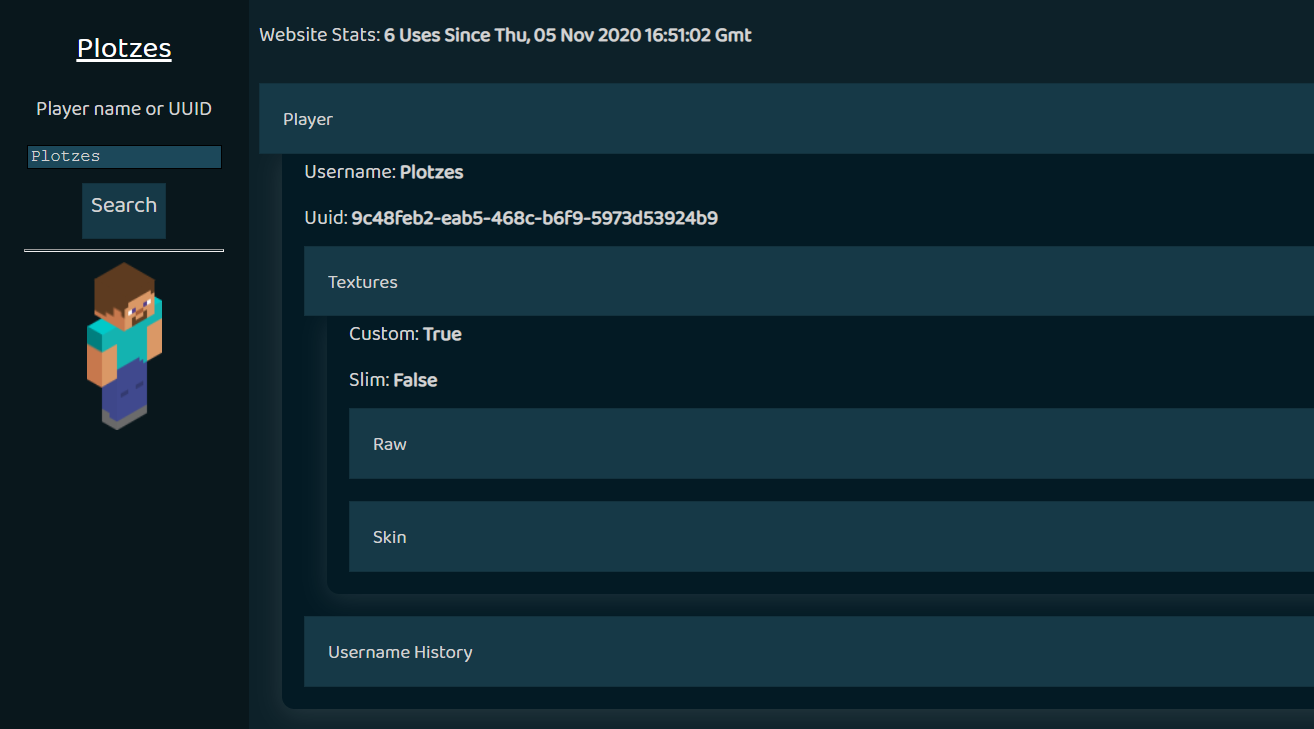 Plotzes
Player name or UUID
Plotzes
Search
Website Stats: 6 Uses Since Thu, 05 Nov 2020 16:51:02 Gmt
Player
Username: Plotzes
Uuid: 9c48feb2-eab5-468c-b6f9-5973d53924b9
Textures
Custom: True
Slim: False
Raw
Skin
Username History